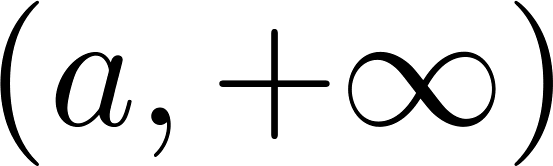 (a, +∞)